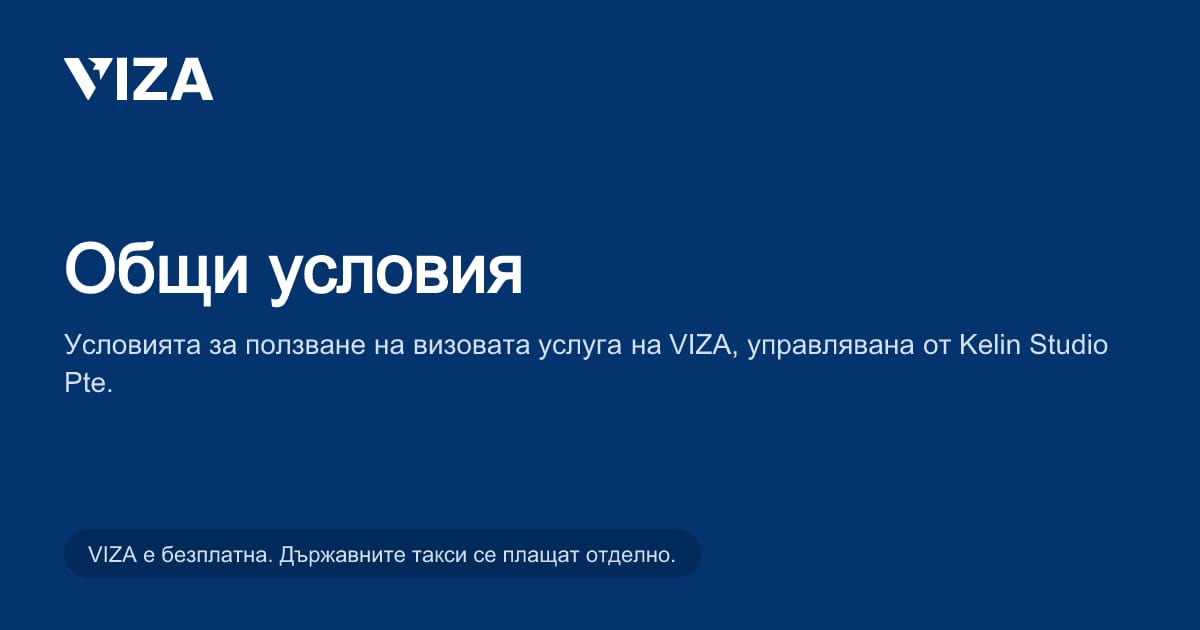 VIZA
Общи условия
Условията за ползване на визовата услуга на VIZA, управлявана от Kelin Studio
Pte.
VIZA е безплатна. Държавните такси се плащат отделно.